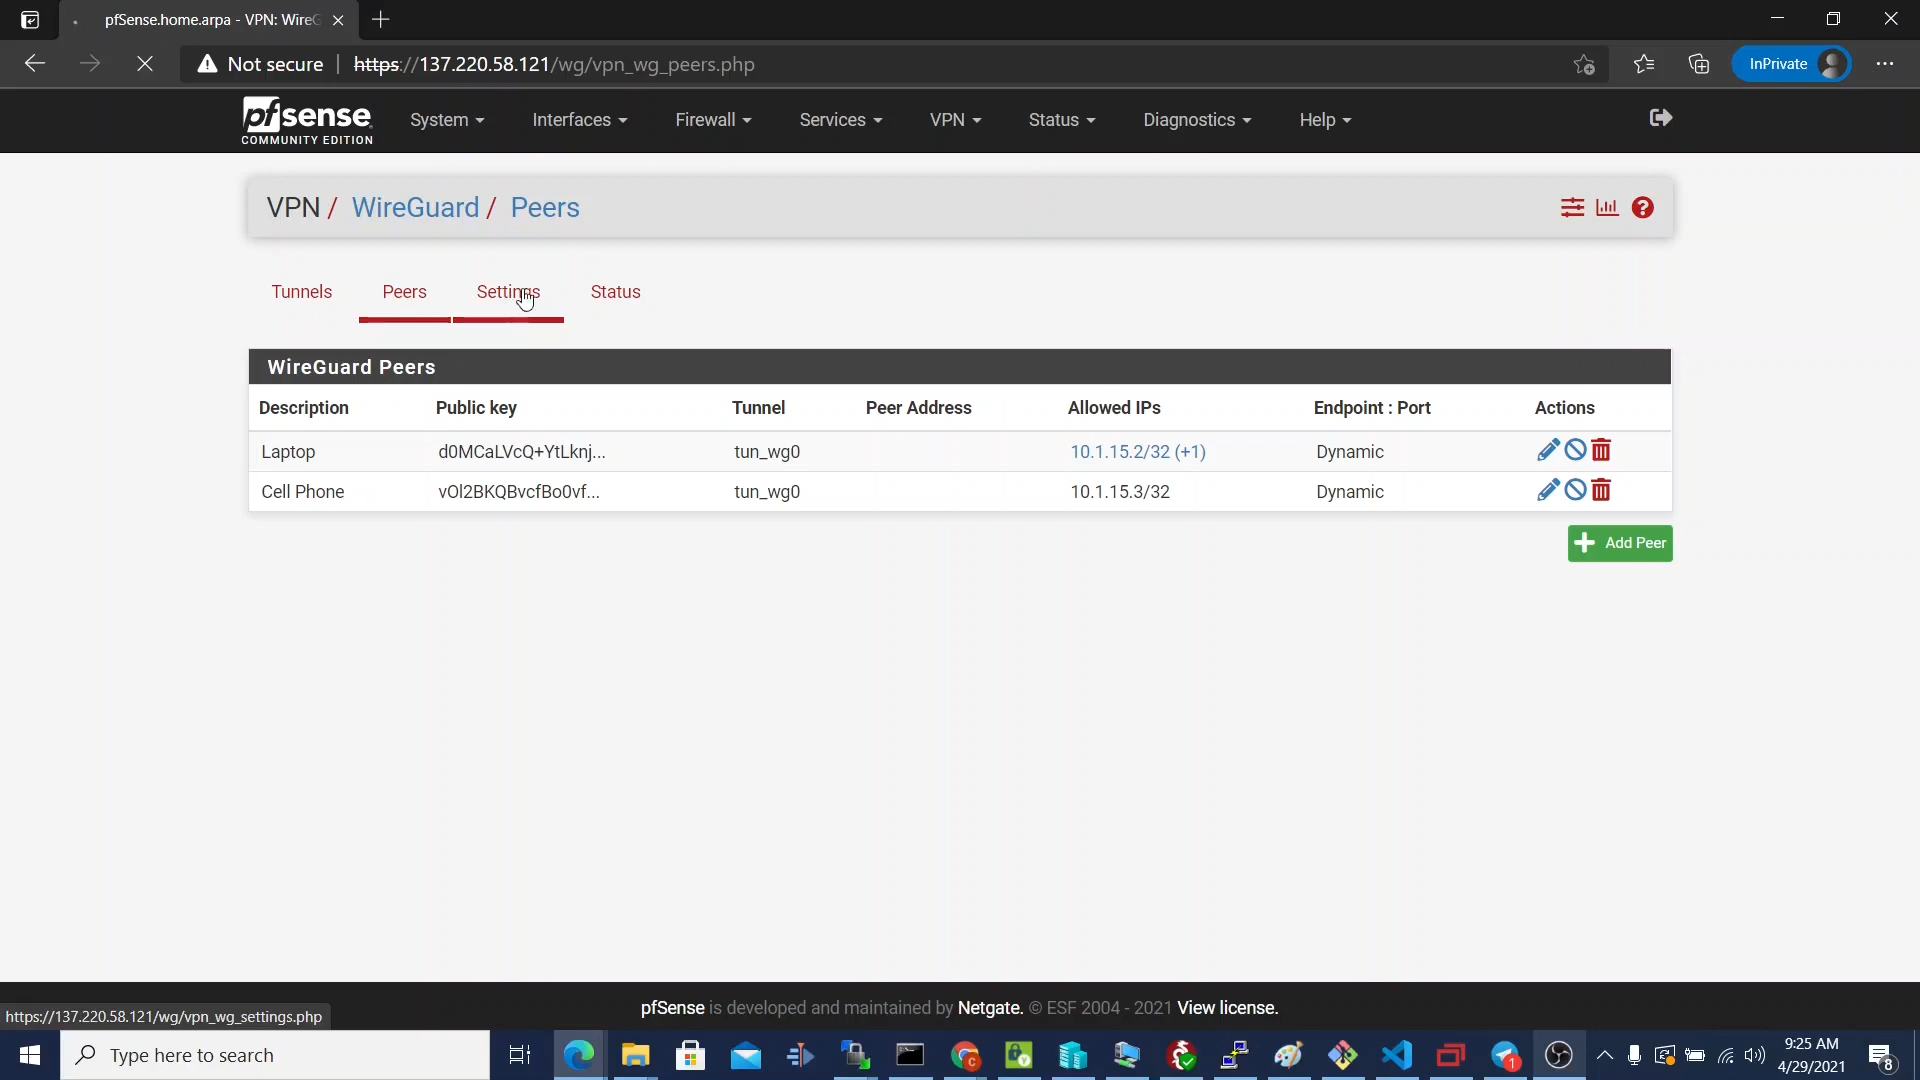 pfSense.home.arpa - VPN: WireG
Not secure https://137.220.58.121/wg/vpn_wg_peers.php InPrivate
pfsense
COMMUNITY EDITION
System Interfaces Firewall Services VPN Status Diagnostics Help
VPN / WireGuard / Peers
Tunnels Peers Settings Status
WireGuard Peers
Description Public key Tunnel Peer Address Allowed IPs Endpoint : Port Actions
Laptop d0MCaLVcQ+YtLknj... tun_wg0 10.1.15.2/32 (+1) Dynamic
Cell Phone vOl2BKQBvcfBo0vf... tun_wg0 10.1.15.3/32 Dynamic
Add Peer
pfSense is developed and maintained by Netgate. © ESF 2004 - 2021 View license.
https://137.220.58.121/wg/vpn_wg_settings.php
Type here to search
1
9:25 AM
4/29/2021
8